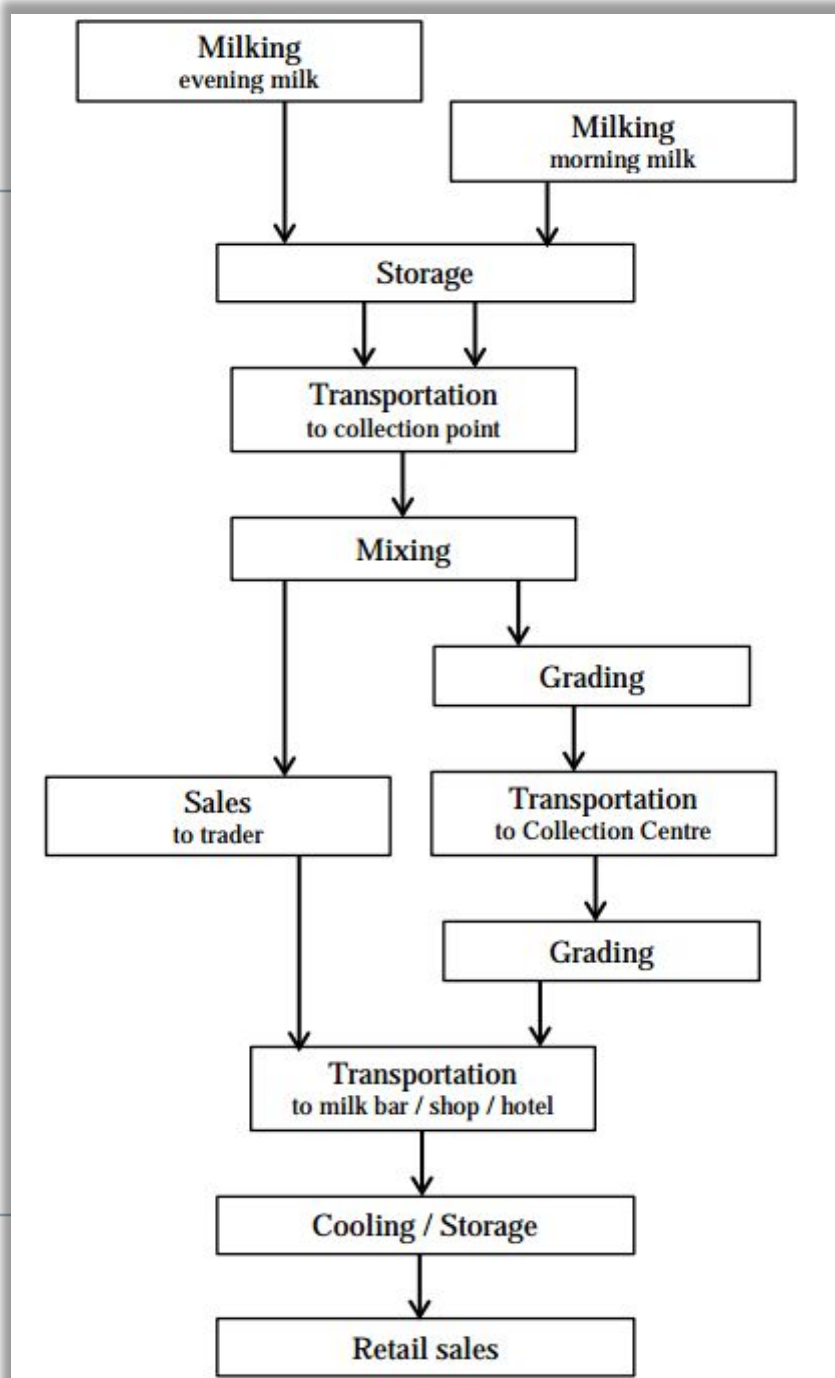 Milking
evening milk
Milking
morning milk
Storage
Transportation
to collection point
Mixing
Grading
Sales
to trader
Transportation
to Collection Centre
Grading
Transportation
to milk bar / shop / hotel
Cooling / Storage
Retail sales